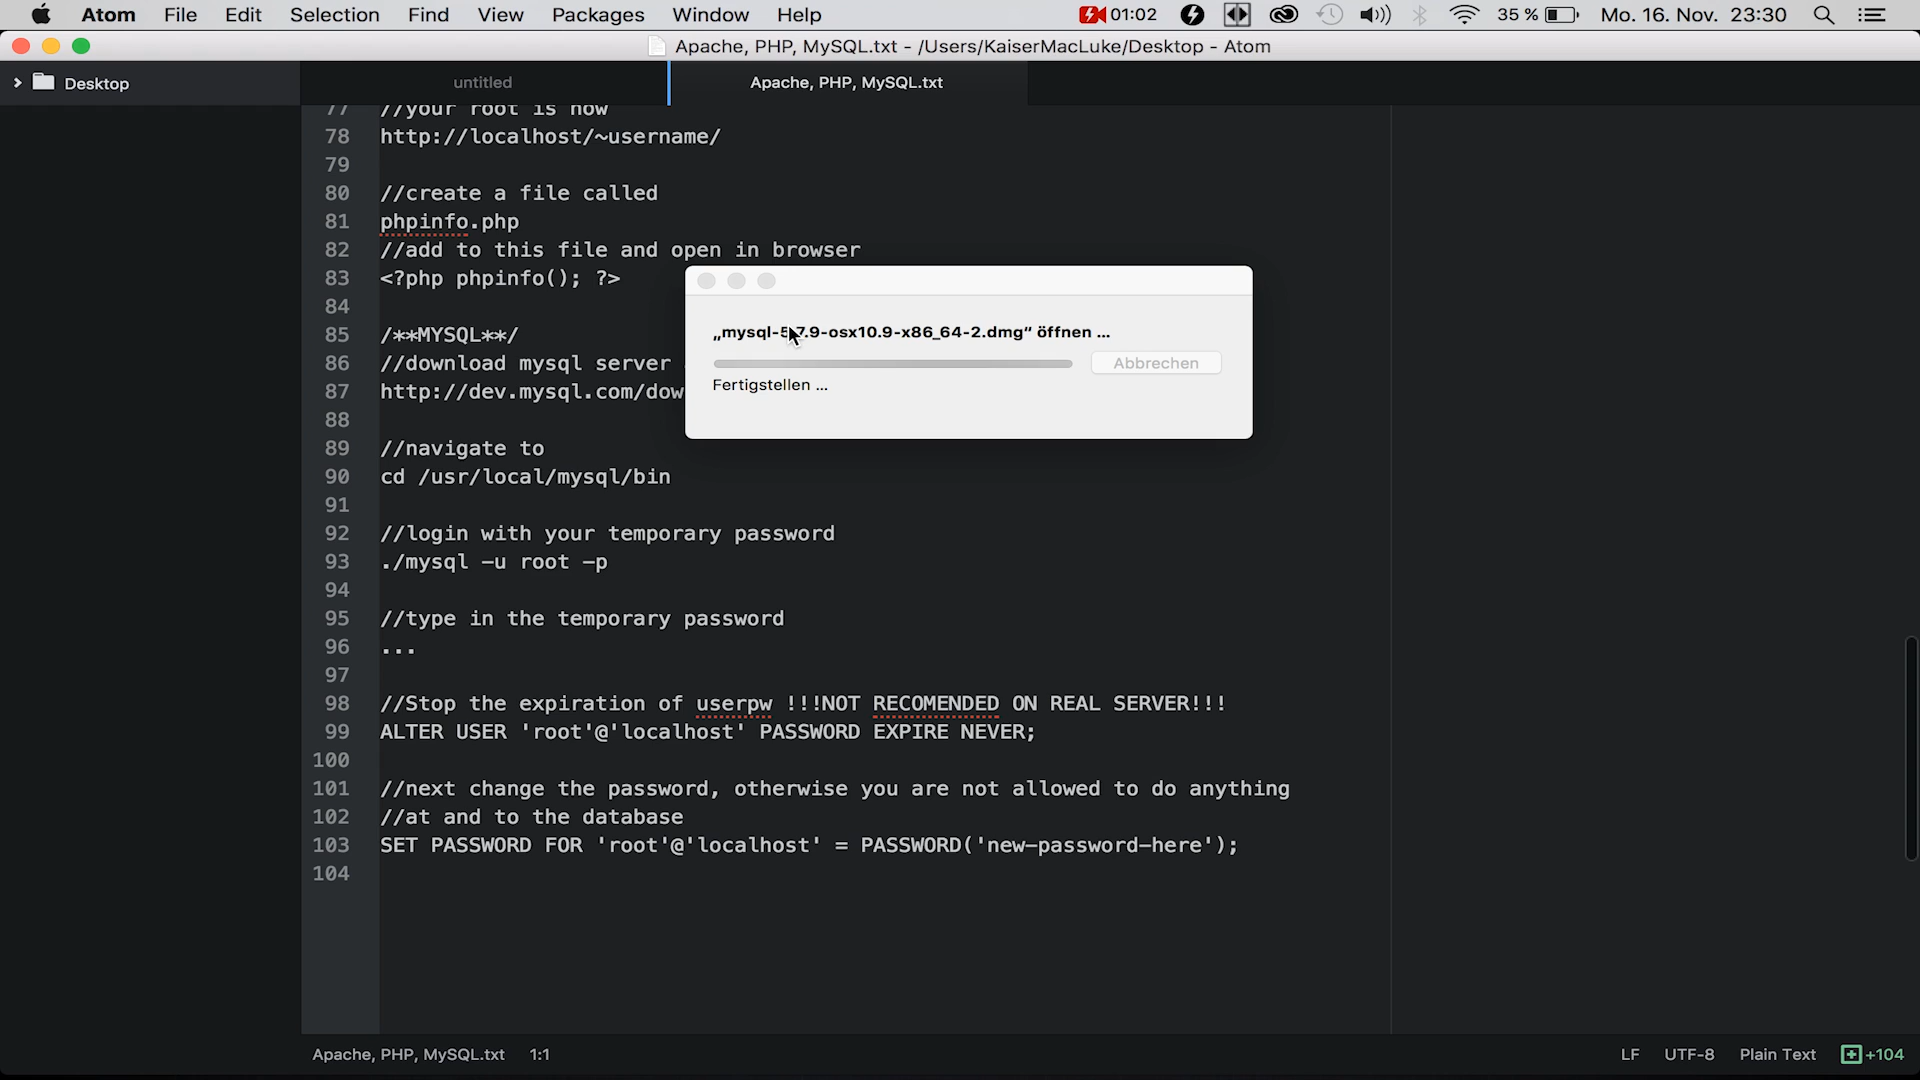 Atom File Edit Selection Find View Packages Window Help 01:02 35 % Mo. 16. Nov. 23:30
Apache, PHP, MySQL.txt - /Users/KaiserMacLuke/Desktop - Atom
Desktop
untitled
Apache, PHP, MySQL.txt
77 //your root is now
78 http://localhost/~username/
79
80 //create a file called
81 phpinfo.php
82 //add to this file and open in browser
83 <?php phpinfo(); ?>
84
85 /**MYSQL**/
86 //download mysql server
87 http://dev.mysql.com/dow
88
89 //navigate to
90 cd /usr/local/mysql/bin
91
92 //login with your temporary password
93 ./mysql -u root -p
94
95 //type in the temporary password
96 ...
97
98 //Stop the expiration of userpw !!!NOT RECOMENDED ON REAL SERVER!!!
99 ALTER USER 'root'@'localhost' PASSWORD EXPIRE NEVER;
100
101 //next change the password, otherwise you are not allowed to do anything
102 //at and to the database
103 SET PASSWORD FOR 'root'@'localhost' = PASSWORD('new-password-here');
104
„mysql-5.7.9-osx10.9-x86_64-2.dmg“ öffnen ...
Abbrechen
Fertigstellen ...
Apache, PHP, MySQL.txt 1:1
LF UTF-8 Plain Text +104